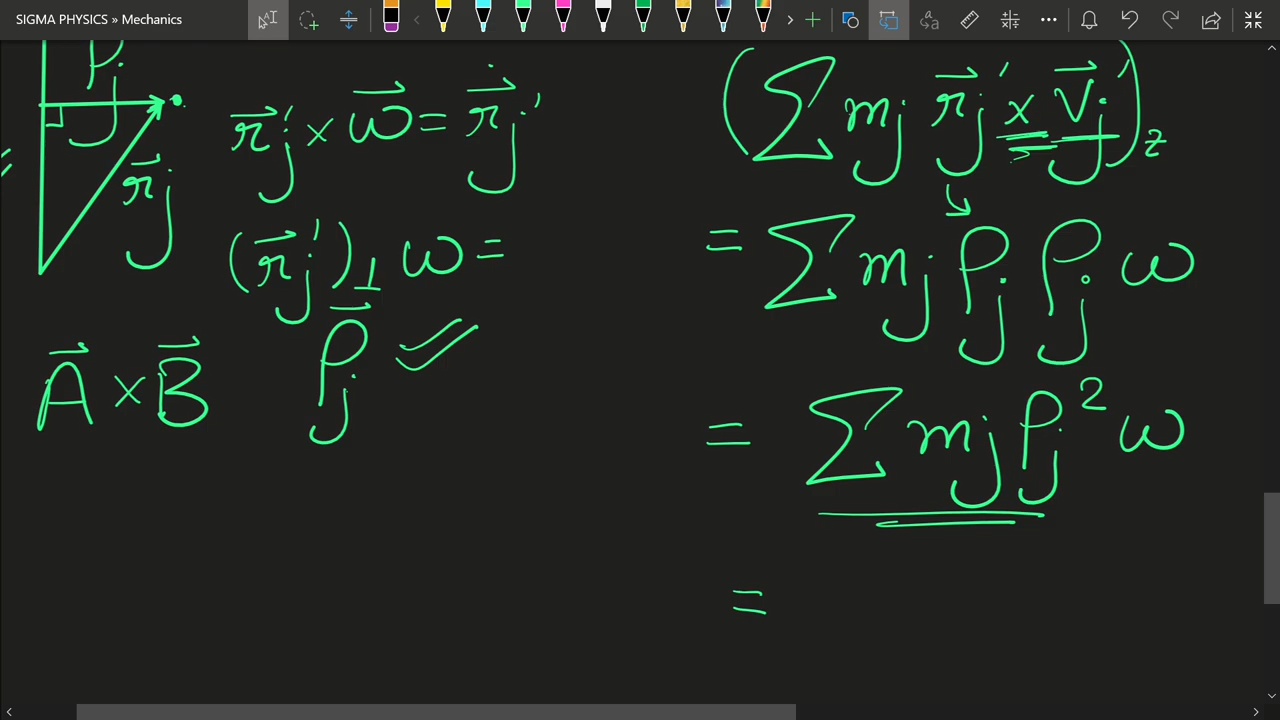 SIGMA PHYSICS » Mechanics
ρⱼ
r⃗ⱼ
=
r⃗ⱼ′ × ω⃗ = ṙ⃗ⱼ′
(r⃗ⱼ′)⊥ ω =
ρ⃗ⱼ
A⃗ × B⃗
(∑ mⱼ r⃗ⱼ′ × v⃗ⱼ′)z
= ∑ mⱼ ρⱼ ρⱼ ω
= ∑ mⱼ ρⱼ² ω
=